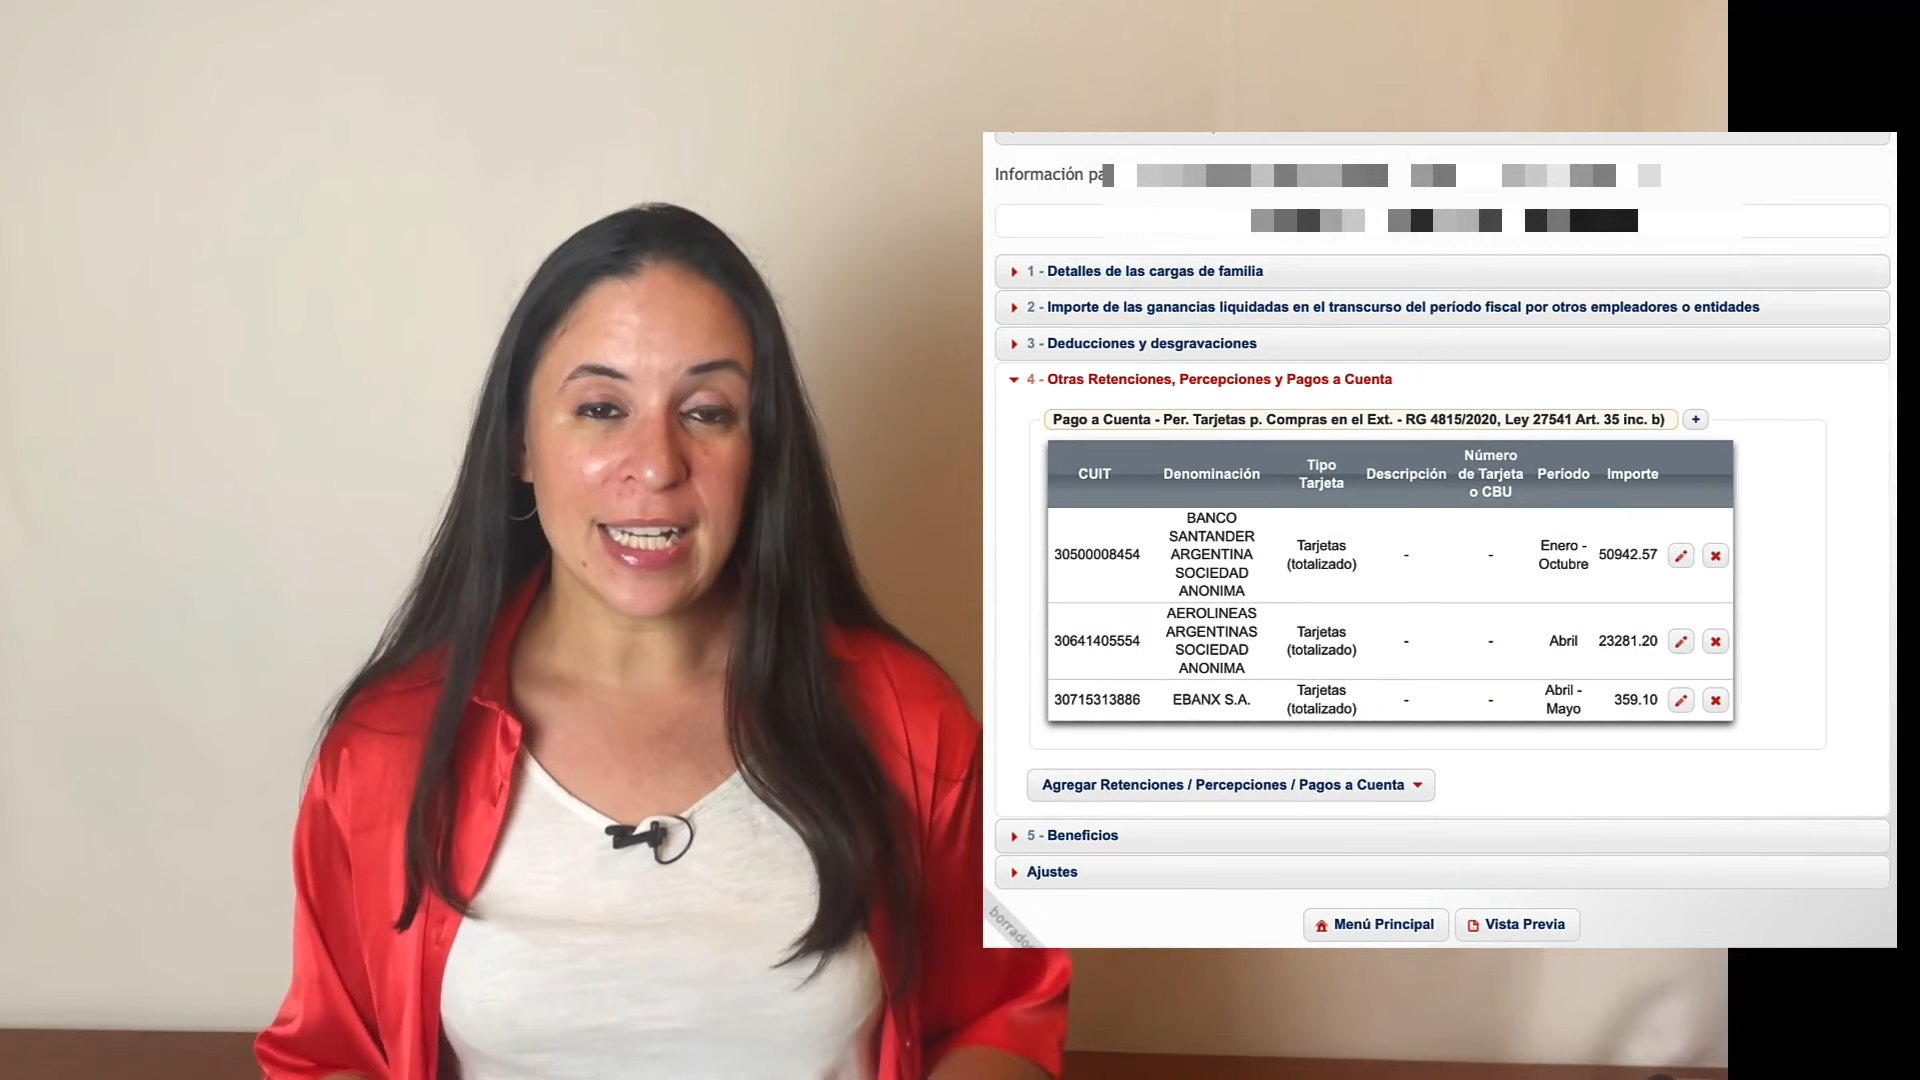 Información pa
1 - Detalles de las cargas de familia
2 - Importe de las ganancias liquidadas en el transcurso del período fiscal por otros empleadores o entidades
3 - Deducciones y desgravaciones
4 - Otras Retenciones, Percepciones y Pagos a Cuenta
Pago a Cuenta - Per. Tarjetas p. Compras en el Ext. - RG 4815/2020, Ley 27541 Art. 35 inc. b) +
CUIT Denominación Tipo Tarjeta Descripción Número de Tarjeta o CBU Período Importe
30500008454 BANCO SANTANDER ARGENTINA SOCIEDAD ANONIMA Tarjetas (totalizado) - - Enero - Octubre 50942.57
30641405554 AEROLINEAS ARGENTINAS SOCIEDAD ANONIMA Tarjetas (totalizado) - - Abril 23281.20
30715313886 EBANX S.A. Tarjetas (totalizado) - - Abril - Mayo 359.10
Agregar Retenciones / Percepciones / Pagos a Cuenta
5 - Beneficios
Ajustes
borrador
Menú Principal Vista Previa